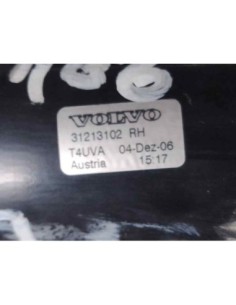 VOLVO
31213102 RH
T4UVA 04-Dez-06
Austria 15:17